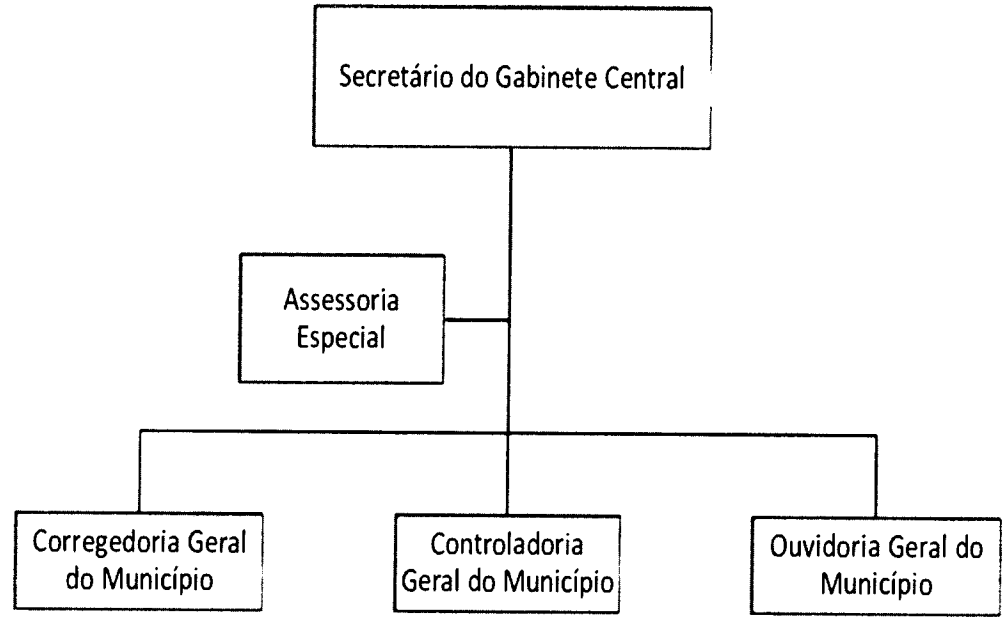 Secretário do Gabinete Central
Assessoria
Especial
Corregedoria Geral
do Município
Controladoria
Geral do Município
Ouvidoria Geral do
Município